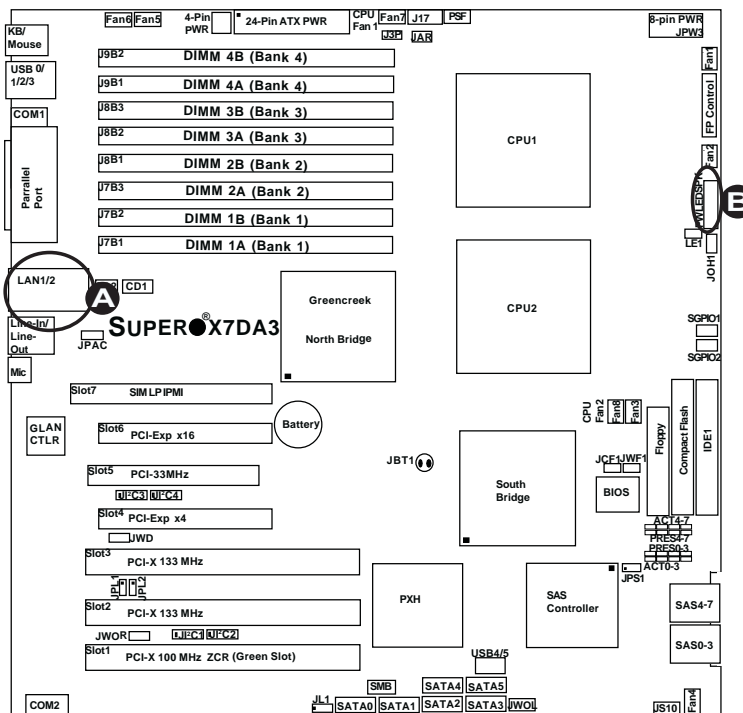 Fan6 Fan5
4-Pin PWR
24-Pin ATX PWR
CPU Fan 1
Fan7
J17
PSF
J3P
JAR
8-pin PWR JPW3
KB/ Mouse
USB 0/ 1/2/3
COM1
Parrallel Port
J9B2 DIMM 4B (Bank 4)
J9B1 DIMM 4A (Bank 4)
J8B3 DIMM 3B (Bank 3)
J8B2 DIMM 3A (Bank 3)
J8B1 DIMM 2B (Bank 2)
J7B3 DIMM 2A (Bank 2)
J7B2 DIMM 1B (Bank 1)
J7B1 DIMM 1A (Bank 1)
CPU1
CPU2
Fan1
FP Control
Fan2
B
LE1
JOH1
LAN1/2
A
CD1
SUPER®X7DA3
JPAC
Line-In/ Line- Out
Mic
Greencreek
North Bridge
SGPIO1
SGPIO2
Slot7 SIMLP IPMI
GLAN CTLR
Slot6 PCI-Exp x16
Battery
Slot5 PCI-33MHz
JI²C3 JI²C4
Slot4 PCI-Exp x4
JWD
JBT1
South Bridge
CPU Fan2
Fan8
Fan3
Floppy
Compact Flash
IDE1
JCF1 JWF1
BIOS
ACT4-7
PRES4-7
PRES0-3
ACT0-3
JPS1
Slot3 PCI-X 133 MHz
JPL1
JPL2
Slot2 PCI-X 133 MHz
JWOR
JI²C1 JI²C2
Slot1 PCI-X 100 MHz ZCR (Green Slot)
PXH
SAS Controller
SAS4-7
SAS0-3
USB4/5
COM2
JL1
SMB
SATA0
SATA1
SATA4
SATA2
SATA5
SATA3
JWOL
JS10
Fan4